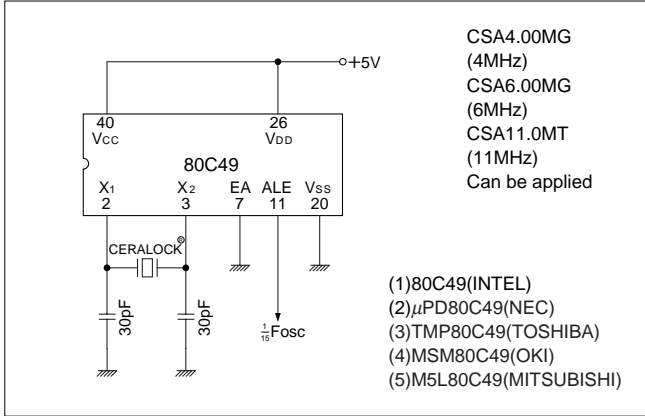 +5V
40
VCC
26
VDD
80C49
X1
2
X2
3
EA
7
ALE
11
VSS
20
CERALOCK®
30pF
30pF
1/15 Fosc
CSA4.00MG
(4MHz)
CSA6.00MG
(6MHz)
CSA11.0MT
(11MHz)
Can be applied
(1)80C49(INTEL)
(2)μPD80C49(NEC)
(3)TMP80C49(TOSHIBA)
(4)MSM80C49(OKI)
(5)M5L80C49(MITSUBISHI)